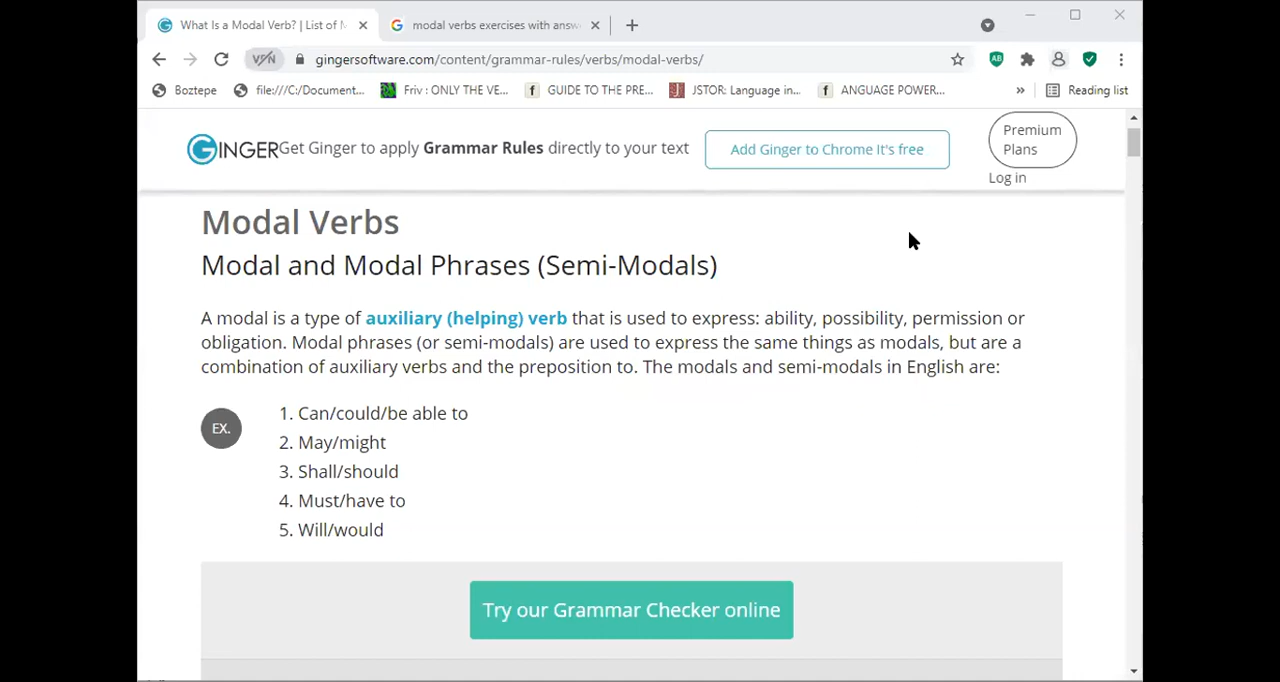 What Is a Modal Verb? | List of
modal verbs exercises with answ
VPN
gingersoftware.com/content/grammar-rules/verbs/modal-verbs/
AB
Boztepe
file:///C:/Document...
Friv : ONLY THE VE...
f GUIDE TO THE PRE...
JSTOR: Language in...
f ANGUAGE POWER...
»
Reading list
GINGER Get Ginger to apply Grammar Rules directly to your text
Add Ginger to Chrome It's free
Premium
Plans
Log in
Modal Verbs
Modal and Modal Phrases (Semi-Modals)
A modal is a type of auxiliary (helping) verb that is used to express: ability, possibility, permission or
obligation. Modal phrases (or semi-modals) are used to express the same things as modals, but are a
combination of auxiliary verbs and the preposition to. The modals and semi-modals in English are:
EX.
1. Can/could/be able to
2. May/might
3. Shall/should
4. Must/have to
5. Will/would
Try our Grammar Checker online